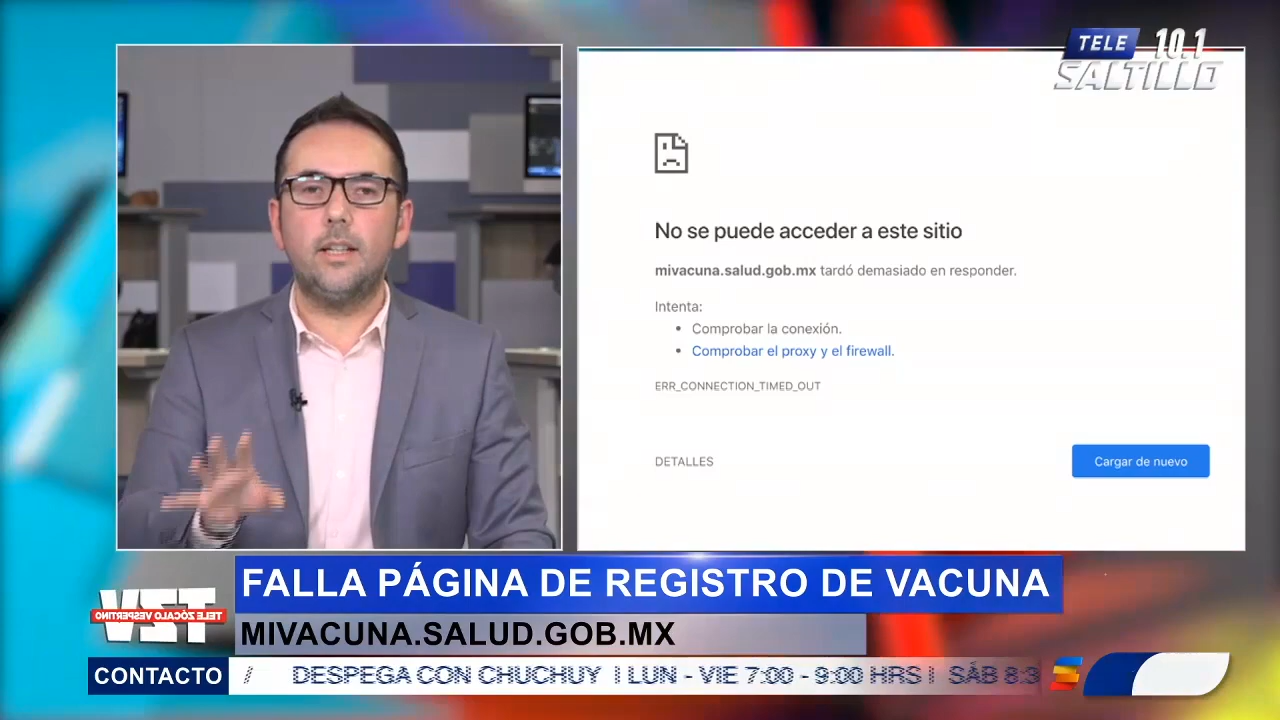 TELE 10.1
SALTILLO
No se puede acceder a este sitio
mivacuna.salud.gob.mx tardó demasiado en responder.
Intenta:
• Comprobar la conexión.
• Comprobar el proxy y el firewall.
ERR_CONNECTION_TIMED_OUT
DETALLES
Cargar de nuevo
FALLA PÁGINA DE REGISTRO DE VACUNA
TZV
TELE ZÓCALO VESPERTINO
MIVACUNA.SALUD.GOB.MX
CONTACTO / DESPEGA CON CHUCHUY | LUN - VIE 7:00 - 9:00 HRS | SÁB 8:3